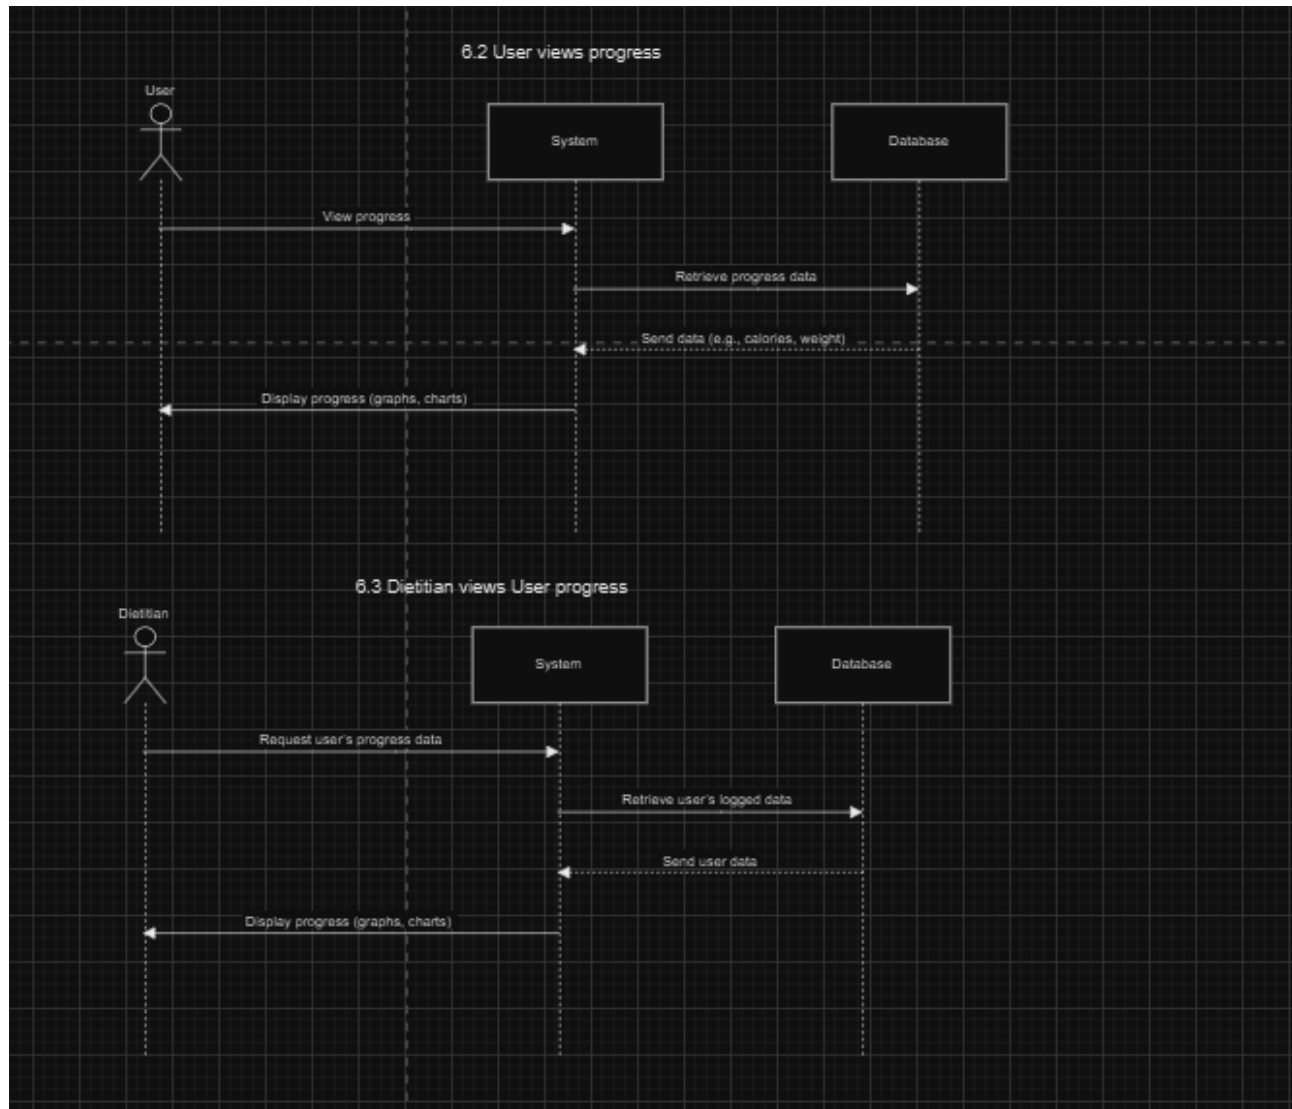 6.2 User views progress
User
System
Database
View progress
Retrieve progress data
Send data (e.g., calories, weight)
Display progress (graphs, charts)
6.3 Dietitian views User progress
Dietitian
System
Database
Request user's progress data
Retrieve user's logged data
Send user data
Display progress (graphs, charts)